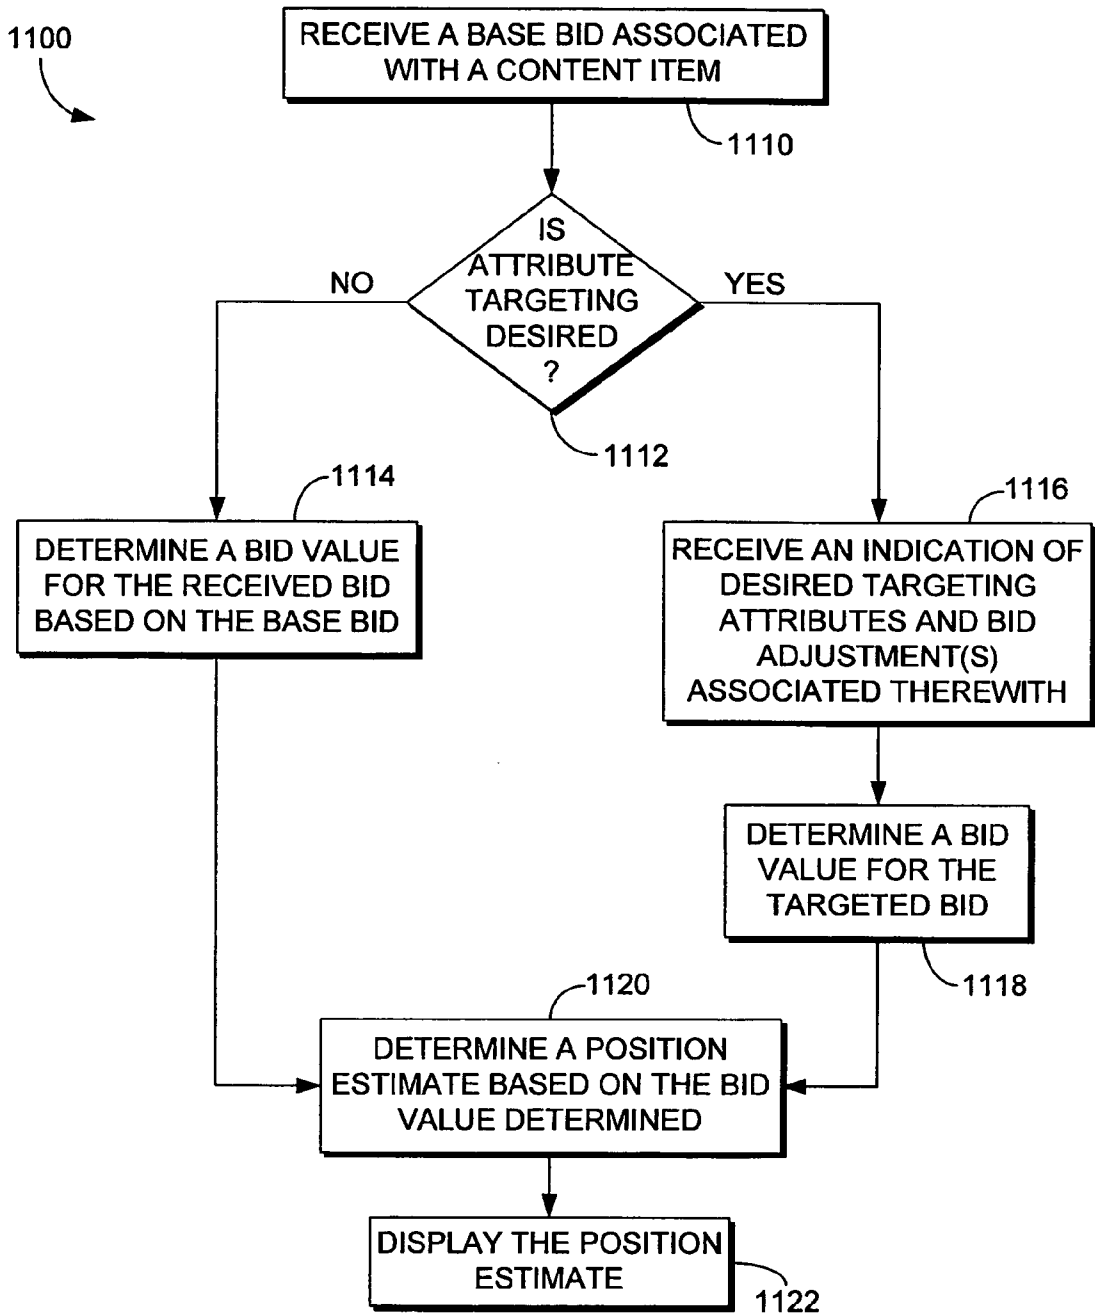 1100
RECEIVE A BASE BID ASSOCIATED
WITH A CONTENT ITEM
1110
IS
ATTRIBUTE
TARGETING
DESIRED
?
NO
YES
1112
1114
DETERMINE A BID VALUE
FOR THE RECEIVED BID
BASED ON THE BASE BID
1116
RECEIVE AN INDICATION OF
DESIRED TARGETING
ATTRIBUTES AND BID
ADJUSTMENT(S)
ASSOCIATED THEREWITH
DETERMINE A BID
VALUE FOR THE
TARGETED BID
1118
1120
DETERMINE A POSITION
ESTIMATE BASED ON THE BID
VALUE DETERMINED
DISPLAY THE POSITION
ESTIMATE
1122